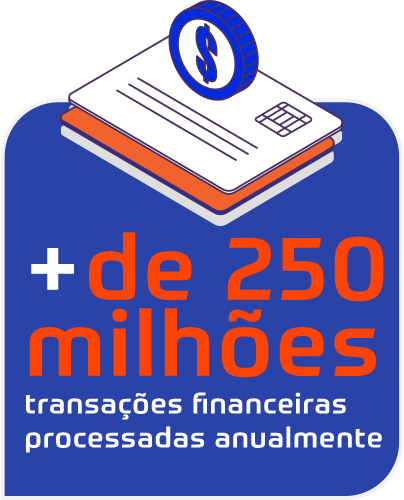 $
+de 250
milhões
transações financeiras
processadas anualmente